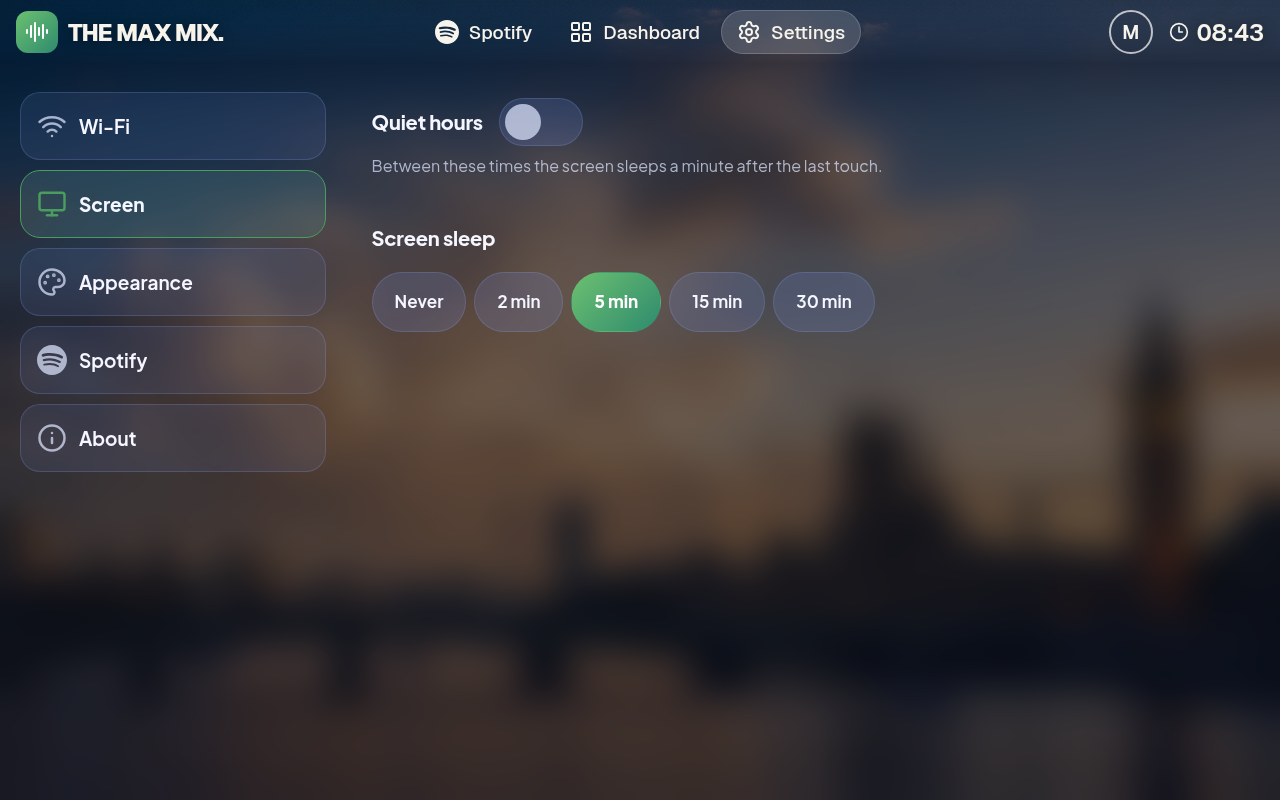 THE MAX MIX.
Spotify
Dashboard
Settings
M
08:43
Wi-Fi
Screen
Appearance
Spotify
About
Quiet hours
Between these times the screen sleeps a minute after the last touch.
Screen sleep
Never
2 min
5 min
15 min
30 min